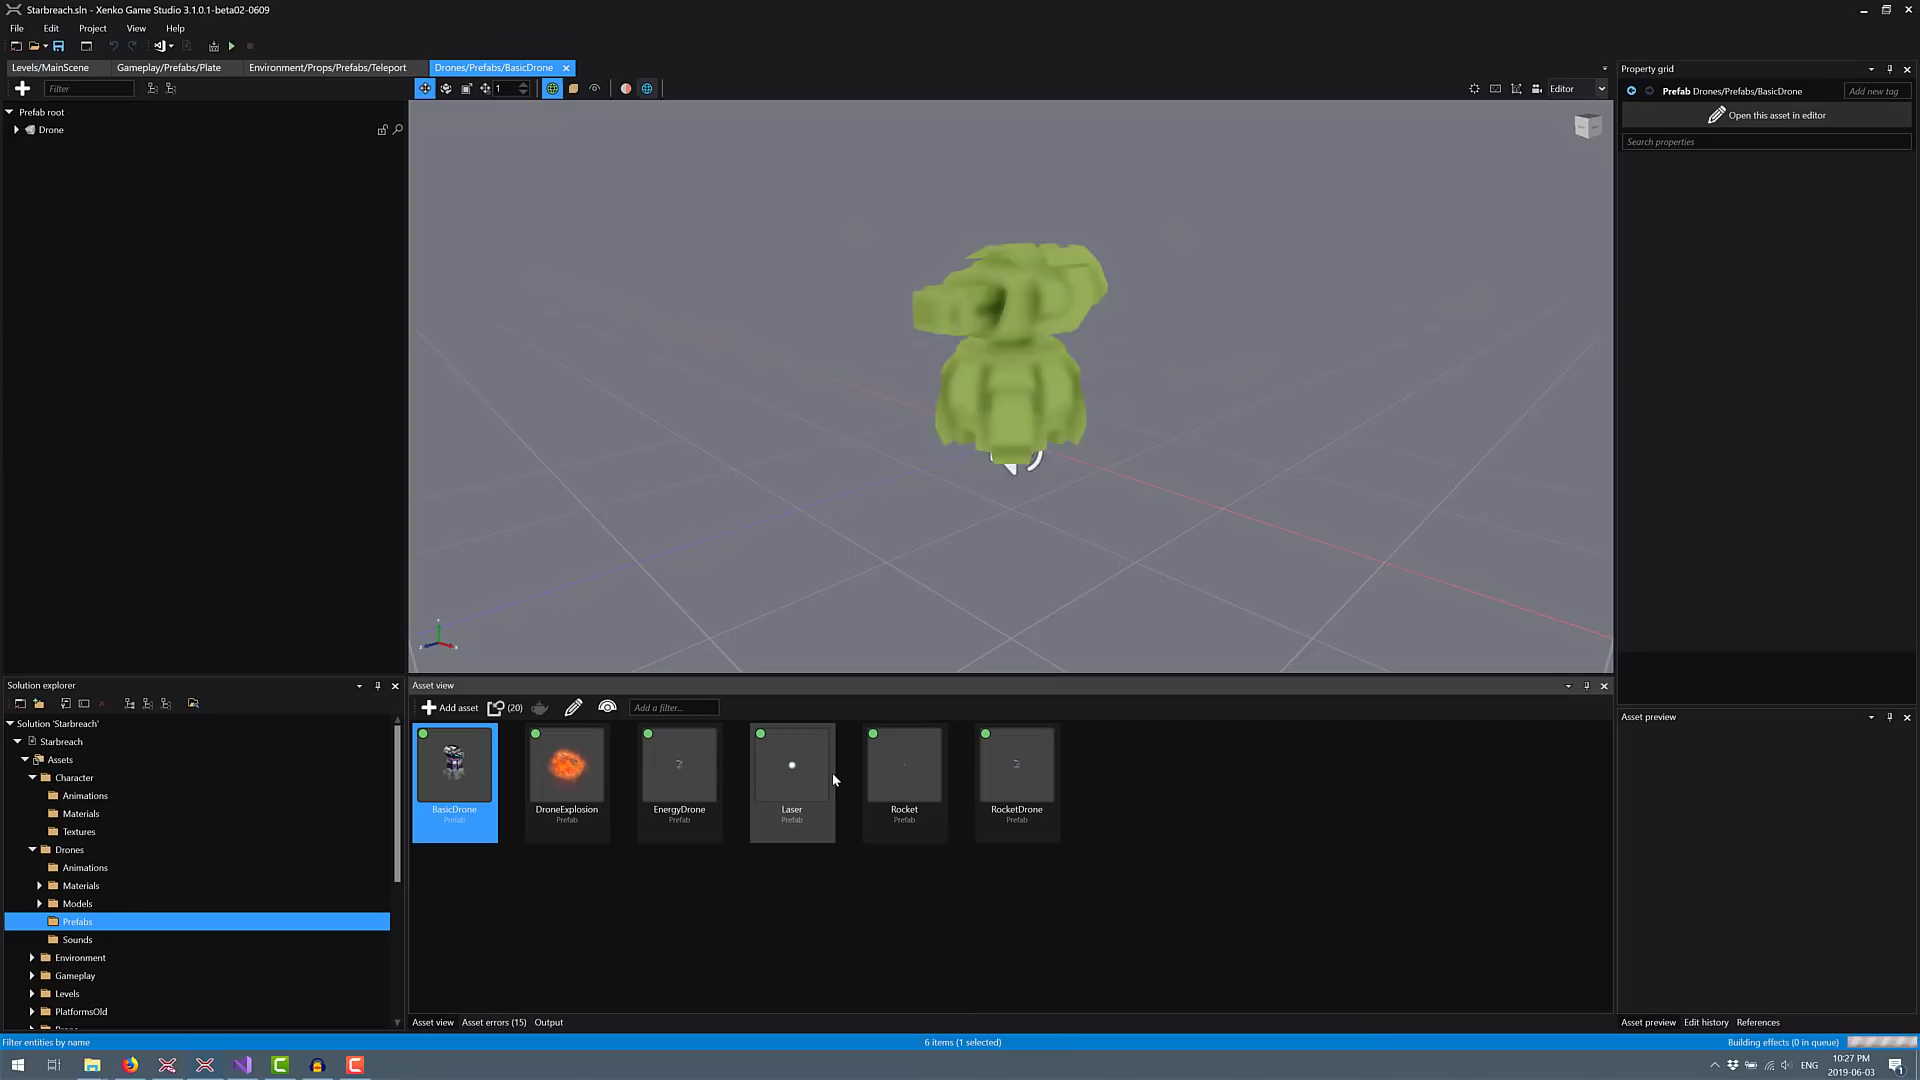 Starbreach.sln - Xenko Game Studio 3.1.0.1-beta02-0609
File Edit Project View Help
Levels/MainScene Gameplay/Prefabs/Plate Environment/Props/Prefabs/Teleport Drones/Prefabs/BasicDrone
Filter
1
Editor
Prefab root
Drone
Property grid
Prefab Drones/Prefabs/BasicDrone
Add new tag
Open this asset in editor
Search properties
Solution explorer
Solution 'Starbreach'
Starbreach
Assets
Character
Animations
Materials
Textures
Drones
Animations
Materials
Models
Prefabs
Sounds
Environment
Gameplay
Levels
PlatformsOld
Asset view
Add asset
(20)
Add a filter...
BasicDrone
Prefab
DroneExplosion
Prefab
EnergyDrone
Prefab
Laser
Prefab
Rocket
Prefab
RocketDrone
Prefab
Asset view Asset errors (15) Output
Asset preview
Asset preview Edit history References
Filter entities by name
6 items (1 selected)
Building effects (0 in queue)
ENG
10:27 PM
2019-06-03